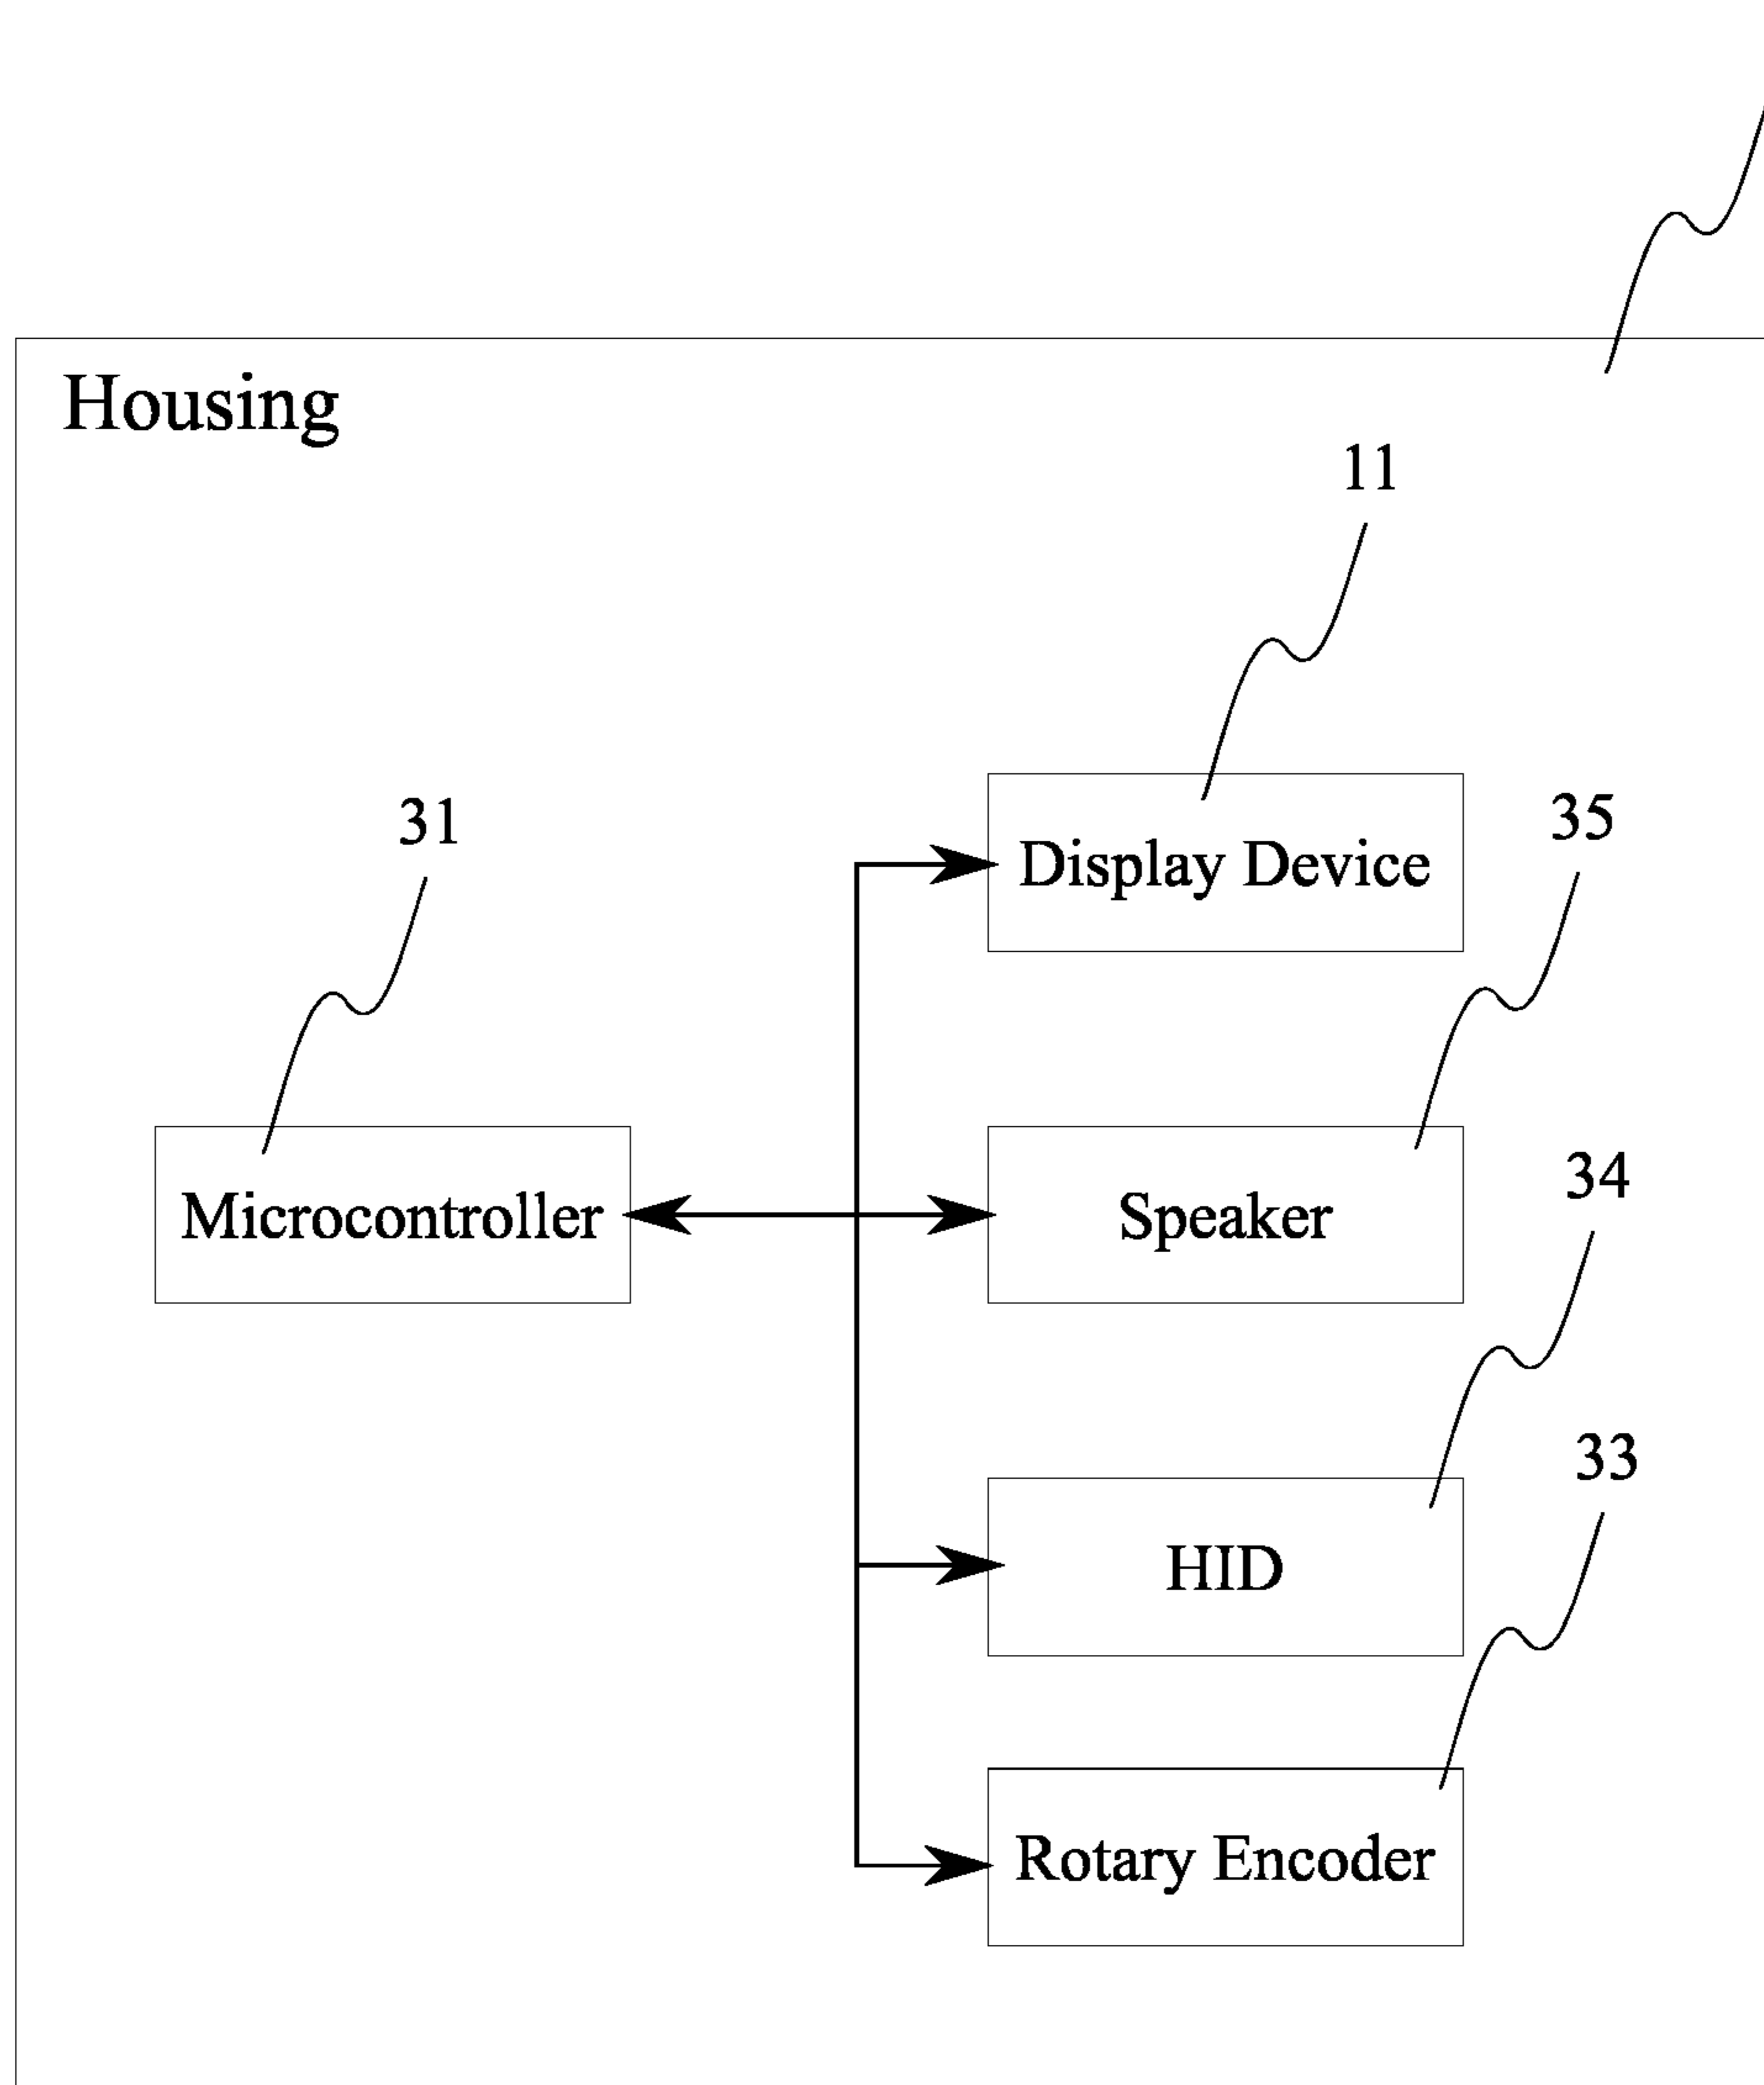 Housing
11
Display Device
31
35
Microcontroller
Speaker
34
HID
33
Rotary Encoder